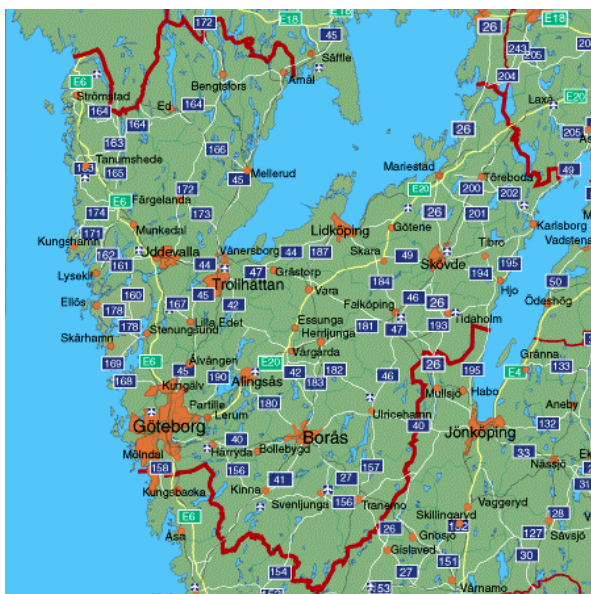 172
E18
45
E18
26
E18
243
205
204
Säffle
Åmål
Bengtsfors
E6
Strömstad
164
Ed
164
164
Laxå
E20
205
163
166
26
Tanumshede
165
Mellerud
45
Mariestad
E20
200
Töreboda
202
49
172
Färgelanda
E6
174
173
26
201
Munkedal
Lidköping
Götene
Karlsborg
171
Kungshamn
162
161
Uddevalla
44
Vänersborg
44
187
Skara
49
Skövde
Tibro
195
194
Vadstena
Lysekil
47
Grästorp
Trollhättan
184
Hjo
50
Ellös
160
45
42
Vara
Falköping
46
26
Ödeshög
178
167
178
Lilla Edet
Essunga
181
47
193
Tidaholm
Stenungsund
Herrljunga
Skärhamn
Vårgårda
Gränna
169
E6
Älvängen
E20
26
195
133
168
45
190
Alingsås
42
182
183
46
E4
Kungälv
Mullsjö
Habo
Partille
180
Aneby
Lerum
Ulricehamn
Göteborg
40
Borås
40
Jönköping
132
Mölndal
Härryda
Bollebygd
33
158
156
157
Nässjö
Kungsbacka
Kinna
41
27
Svenljunga
156
Tranemo
Vaggeryd
Skillingaryd
E6
26
28
Åsa
Gnosjö
127
Sävsjö
Gislaved
151
30
154
27
153
Värnamo